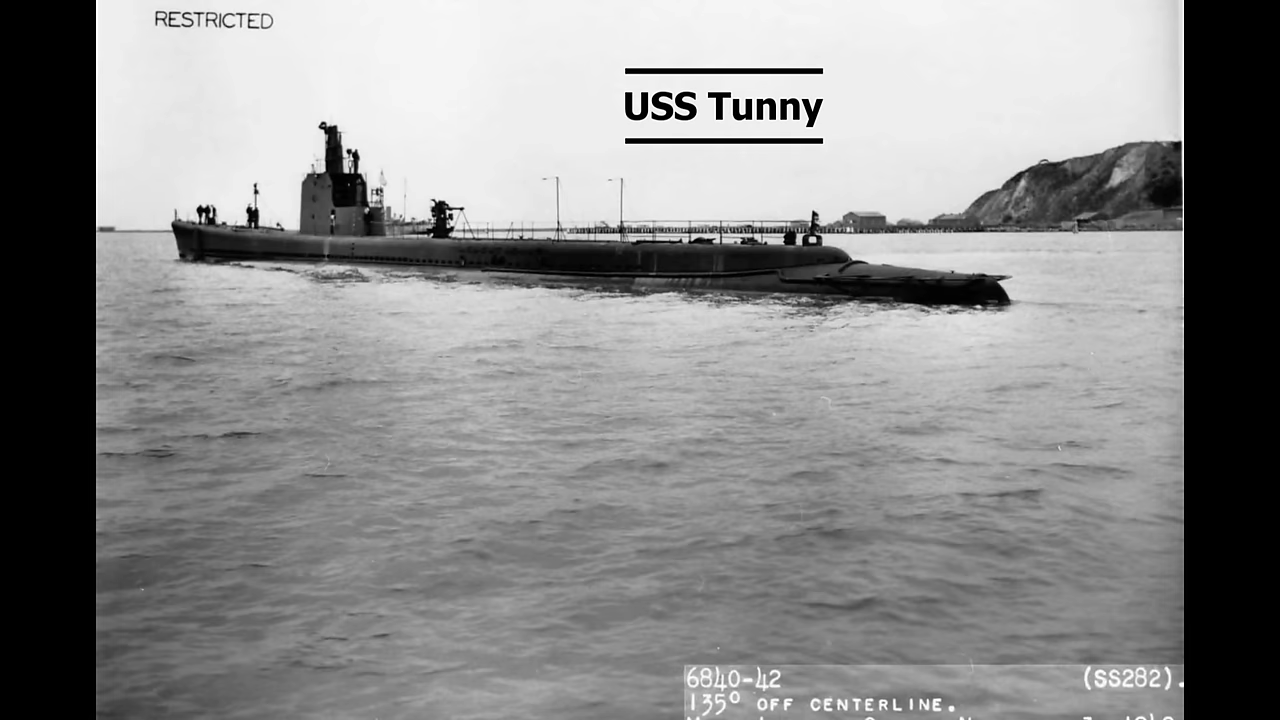 RESTRICTED
USS Tunny
6840-42 (SS282).
135° OFF CENTERLINE.